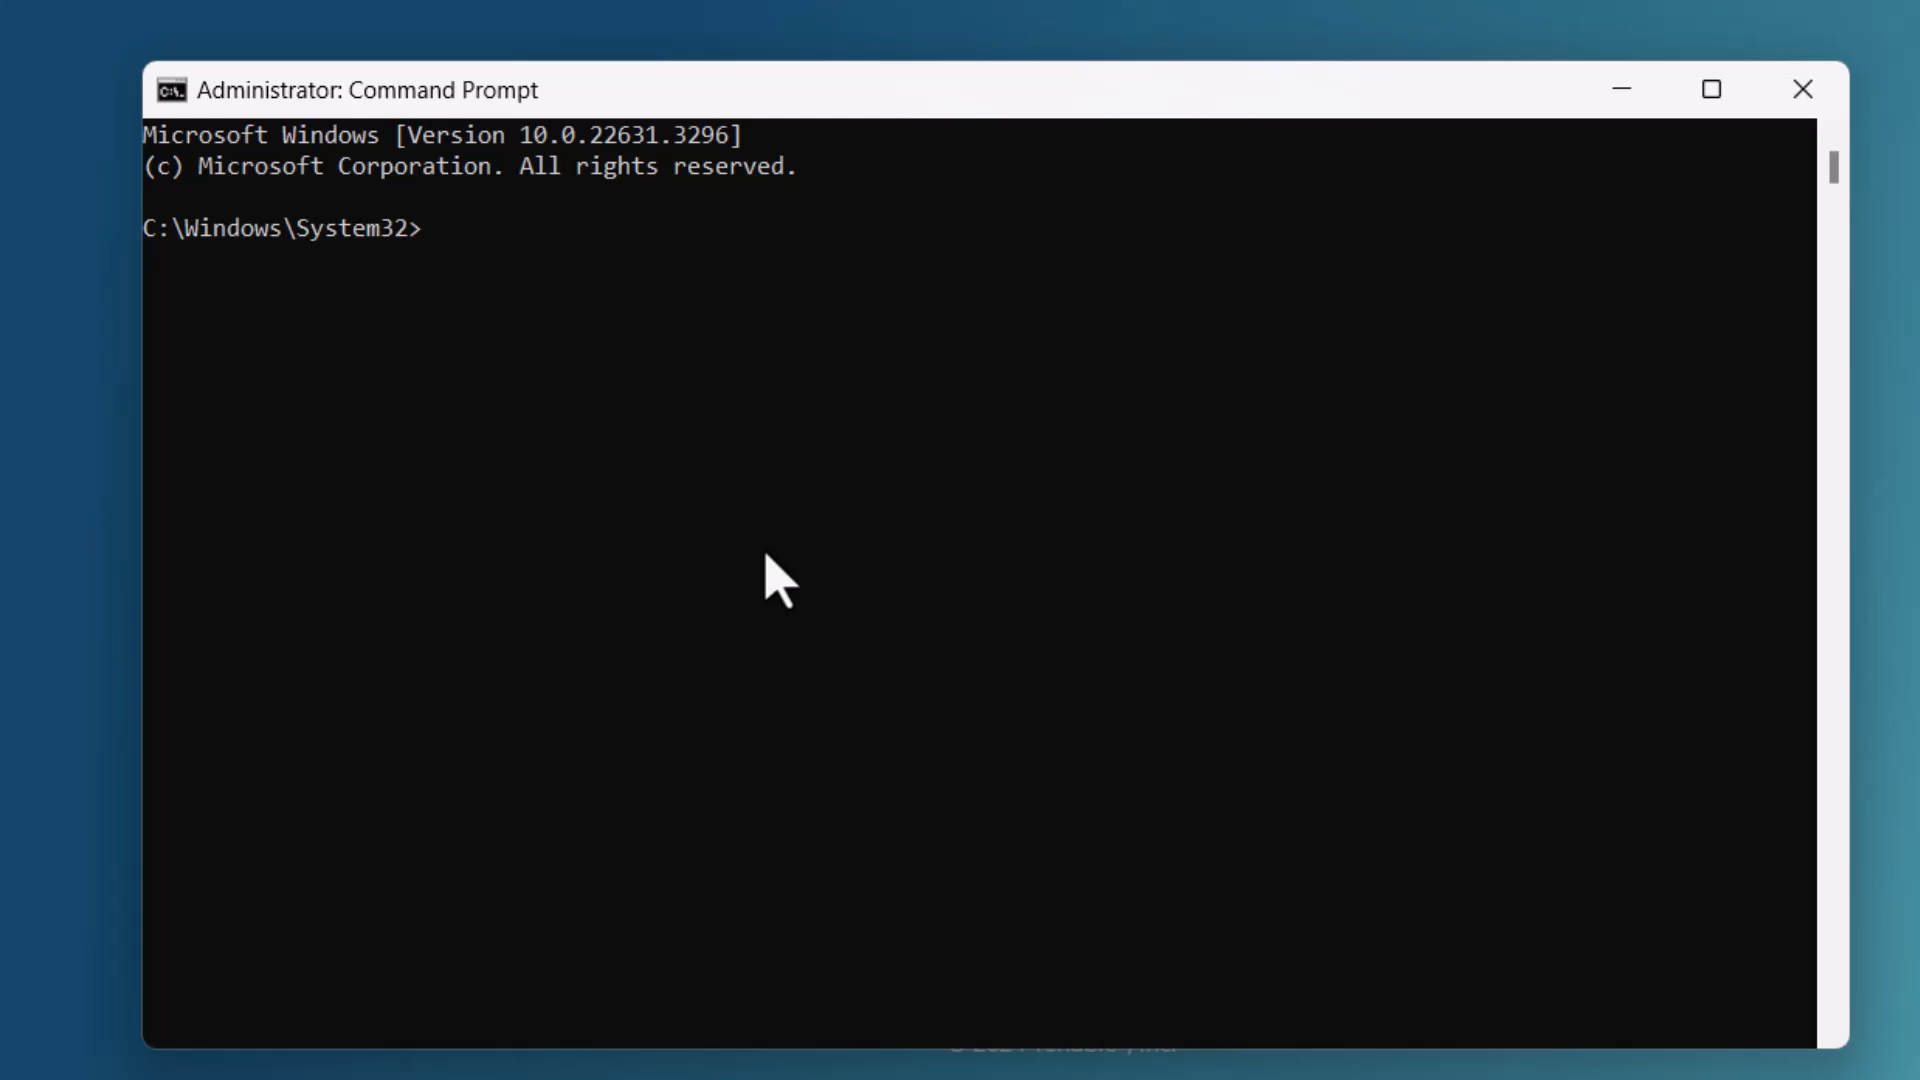 Administrator: Command Prompt
Microsoft Windows [Version 10.0.22631.3296]
(c) Microsoft Corporation. All rights reserved.
C:\Windows\System32>